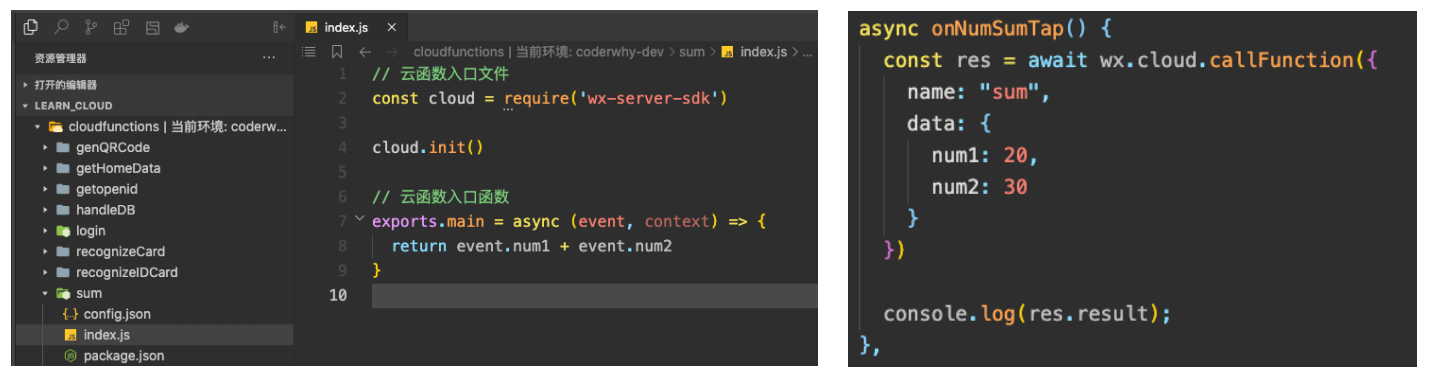 index.js
资源管理器
打开的编辑器
LEARN_CLOUD
cloudfunctions | 当前环境: coderwhy-de...
genQRCode
getHomeData
getopenid
handleDB
login
recognizeCard
recognizeIDCard
sum
{..} config.json
JS index.js
package.json
cloudfunctions | 当前环境: coderwhy-dev > sum > JS index.js > ...
1 // 云函数入口文件
2 const cloud = require('wx-server-sdk')
3
4 cloud.init()
5
6 // 云函数入口函数
7 exports.main = async (event, context) => {
8 return event.num1 + event.num2
9 }
10
async onNumSumTap() {
const res = await wx.cloud.callFunction({
name: "sum",
data: {
num1: 20,
num2: 30
}
})
console.log(res.result);
},